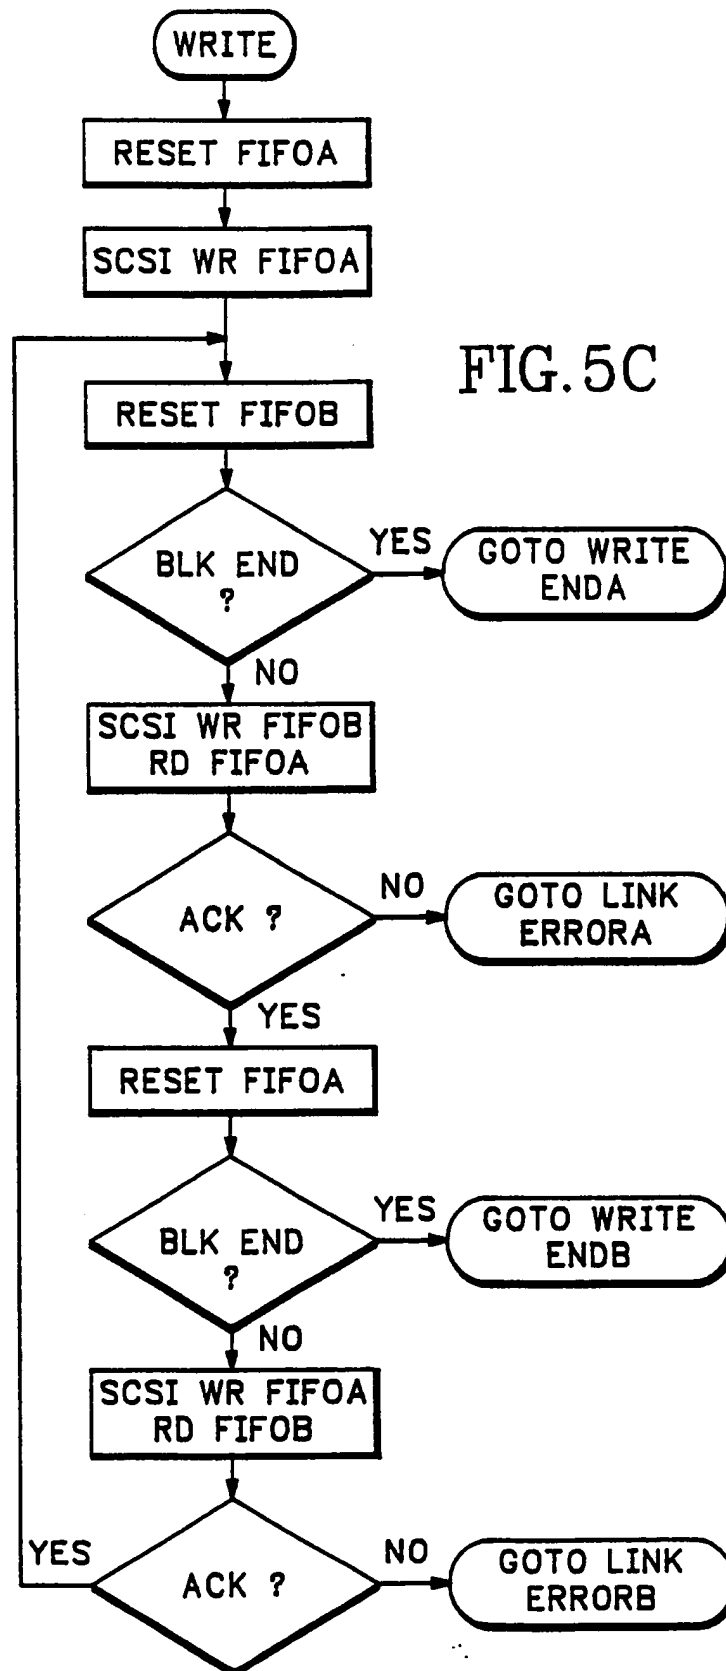 WRITE
RESET FIFOA
SCSI WR FIFOA
FIG. 5C
RESET FIFOB
BLK END
?
YES
GOTO WRITE
ENDA
NO
SCSI WR FIFOB
RD FIFOA
ACK ?
NO
GOTO LINK
ERRORA
YES
RESET FIFOA
BLK END
?
YES
GOTO WRITE
ENDB
NO
SCSI WR FIFOA
RD FIFOB
YES
ACK ?
NO
GOTO LINK
ERRORB